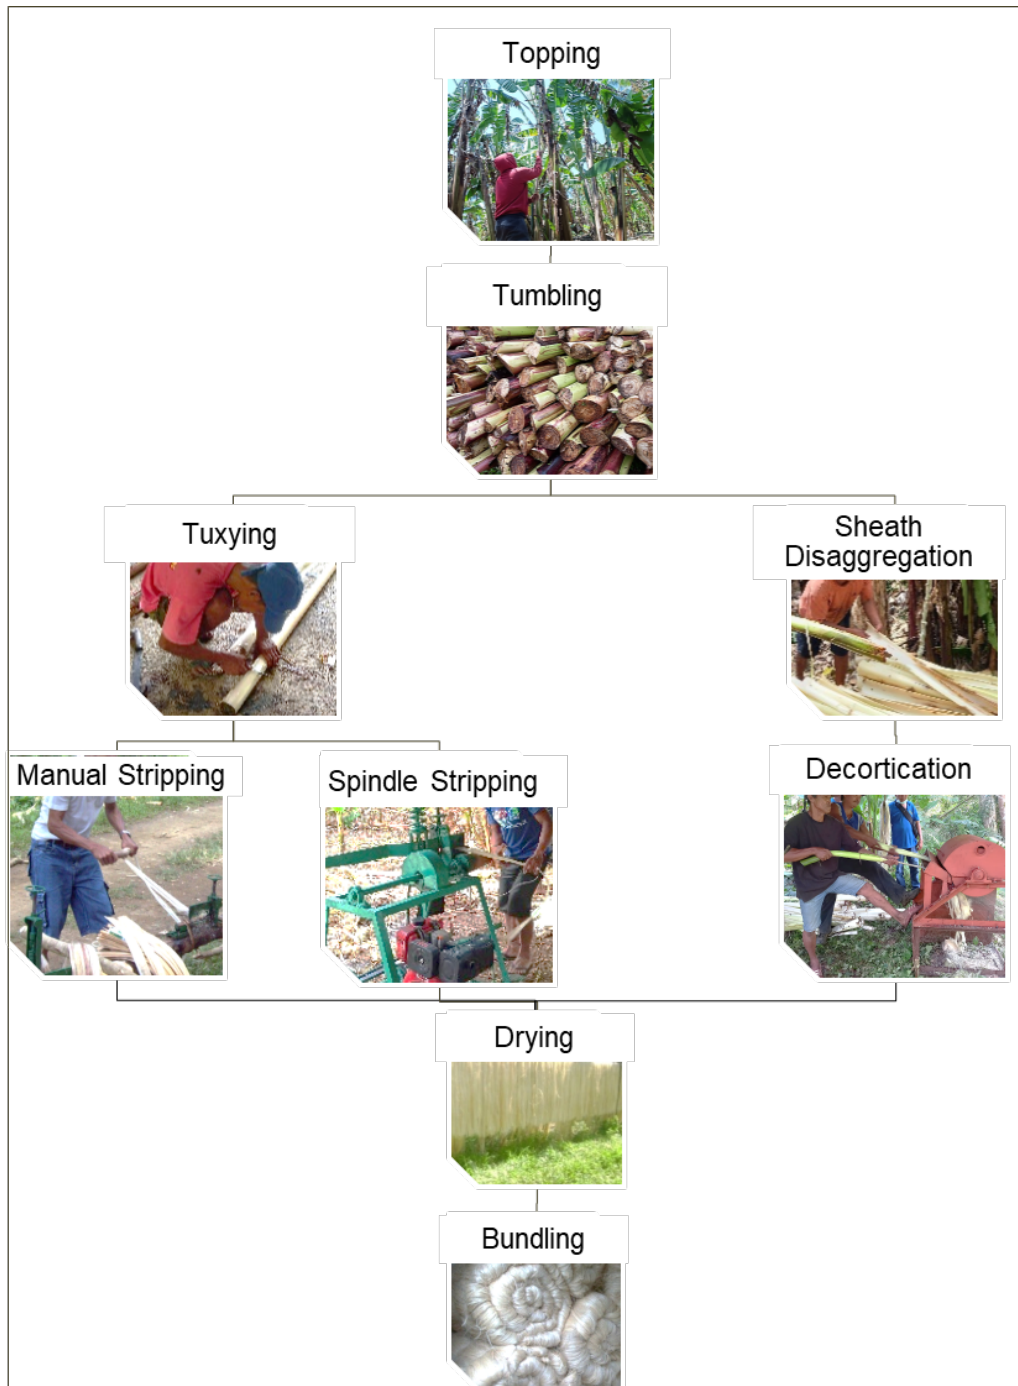 Topping
Tumbling
Tuxying
Sheath
Disaggregation
Manual Stripping
Spindle Stripping
Decortication
Drying
Bundling